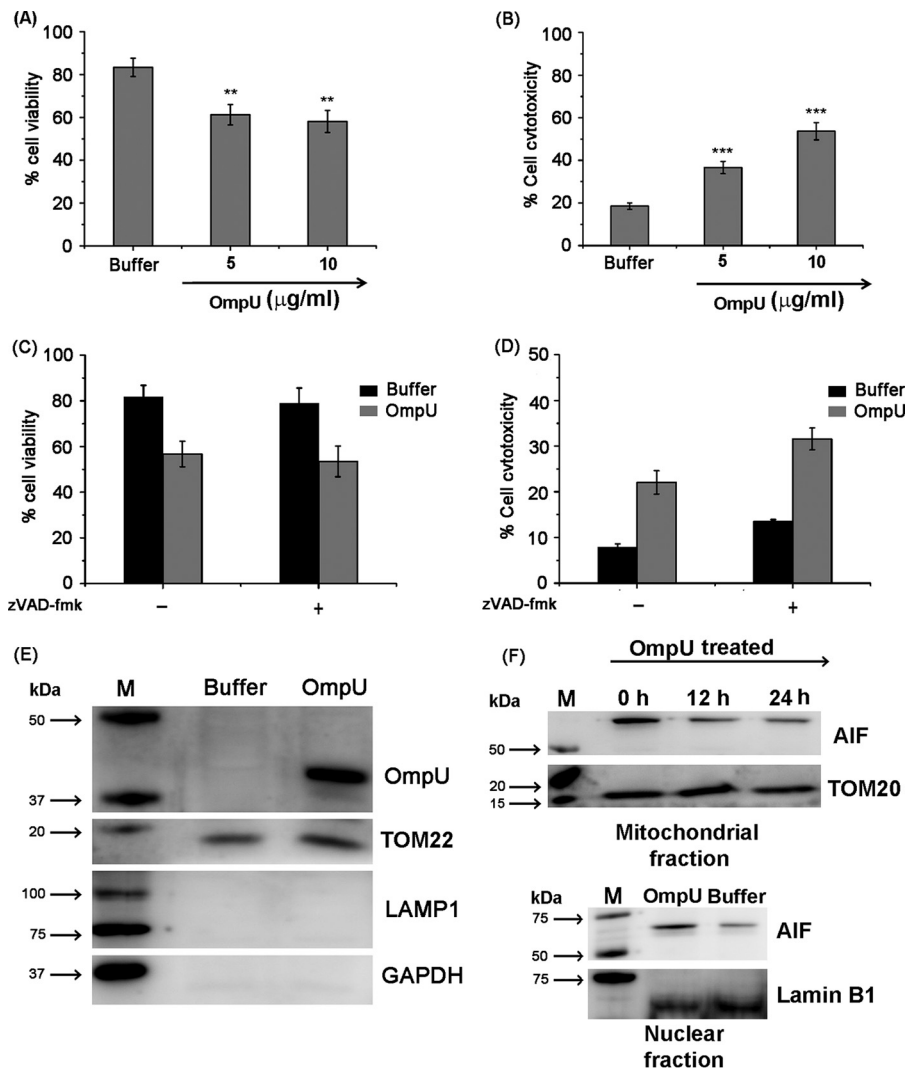 (A)
% cell viability
100
80
60
40
20
0
**
**
Buffer
5
10
OmpU (μg/ml)
(B)
% Cell cvtotoxicity
100
80
60
40
20
0
***
***
Buffer
5
10
OmpU (μg/ml)
(C)
% cell viability
100
80
60
40
20
0
Buffer
OmpU
zVAD-fmk
−
+
(D)
% Cell cvtotoxicity
50
40
30
20
10
0
Buffer
OmpU
zVAD-fmk
−
+
(E)
kDa
M
Buffer
OmpU
50
37
OmpU
20
TOM22
100
75
LAMP1
37
GAPDH
(F)
OmpU treated
kDa
M
0 h
12 h
24 h
50
AIF
20
15
TOM20
Mitochondrial
fraction
kDa
M
OmpU Buffer
75
50
AIF
75
Lamin B1
Nuclear
fraction